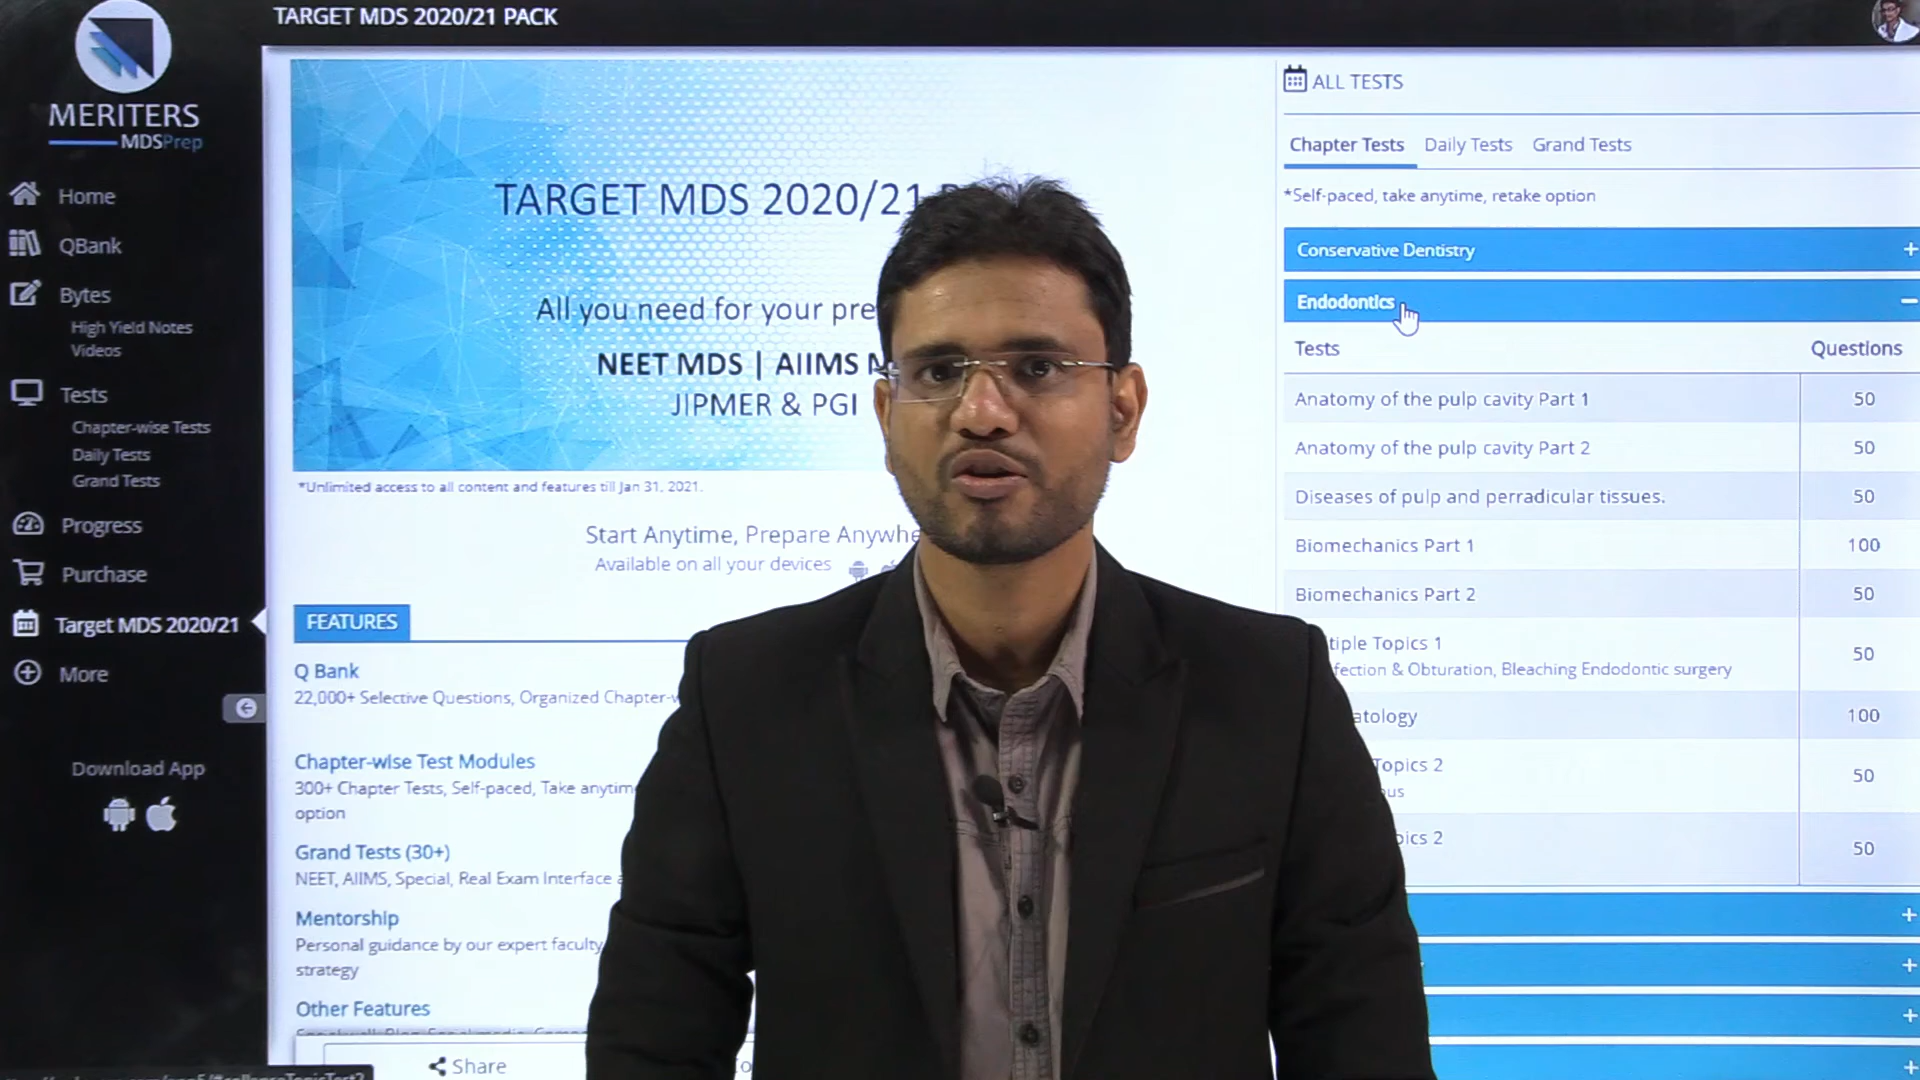 TARGET MDS 2020/21 PACK
MERITERS
MDSPrep
Home
QBank
Bytes
High Yield Notes
Videos
Tests
Chapter-wise Tests
Daily Tests
Grand Tests
Progress
Purchase
Target MDS 2020/21
More
Download App
TARGET MDS 2020/21
All you need for your
NEET MDS | AIIMS
JIPMER & PGI
*Unlimited access to all content and features till Jan 31, 2021.
Start Anytime, Prepare
Available on all your devices
FEATURES
Q Bank
22,000+ Selective Questions, Organized
Chapter-wise Test Modules
300+ Chapter Tests, Self-paced, Take
option
Grand Tests (30+)
NEET, AIIMS, Special, Real Exam Interface
Mentorship
Personal guidance by our expert faculty
strategy
Other Features
Share
ALL TESTS
Chapter Tests Daily Tests Grand Tests
*Self-paced, take anytime, retake option
Conservative Dentistry +
Endodontics −
Tests Questions
Anatomy of the pulp cavity Part 1 50
Anatomy of the pulp cavity Part 2 50
Diseases of pulp and perradicular tissues. 50
Biomechanics Part 1 100
Biomechanics Part 2 50
Topics 1
& Obturation, Bleaching Endodontic surgery 50
100
Topics 2
50
2
50
+
+
+
+